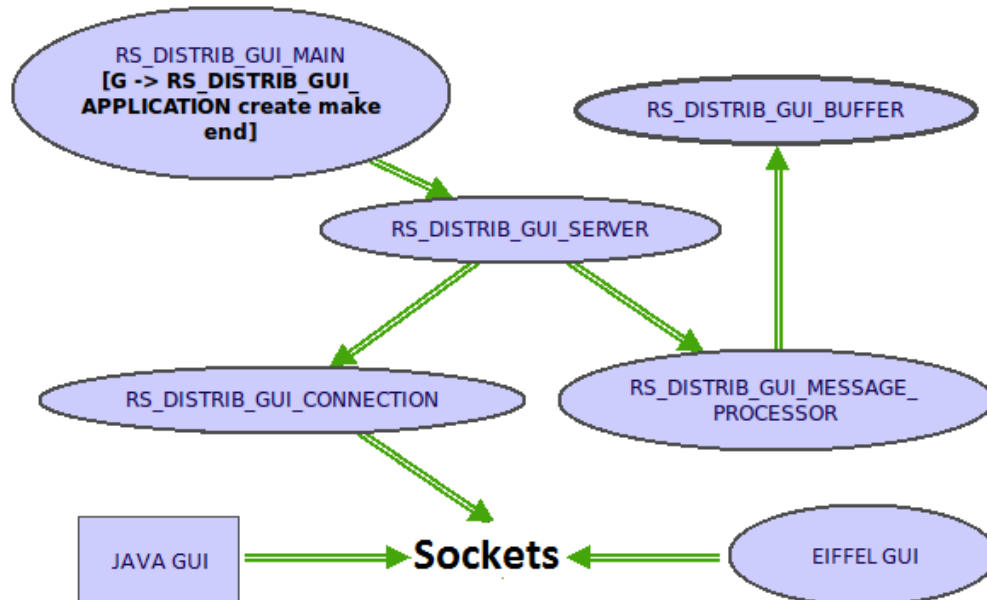 RS_DISTRIB_GUI_MAIN
[G -> RS_DISTRIB_GUI_
APPLICATION create make
end]
RS_DISTRIB_GUI_BUFFER
RS_DISTRIB_GUI_SERVER
RS_DISTRIB_GUI_CONNECTION
RS_DISTRIB_GUI_MESSAGE_
PROCESSOR
JAVA GUI
Sockets
EIFFEL GUI